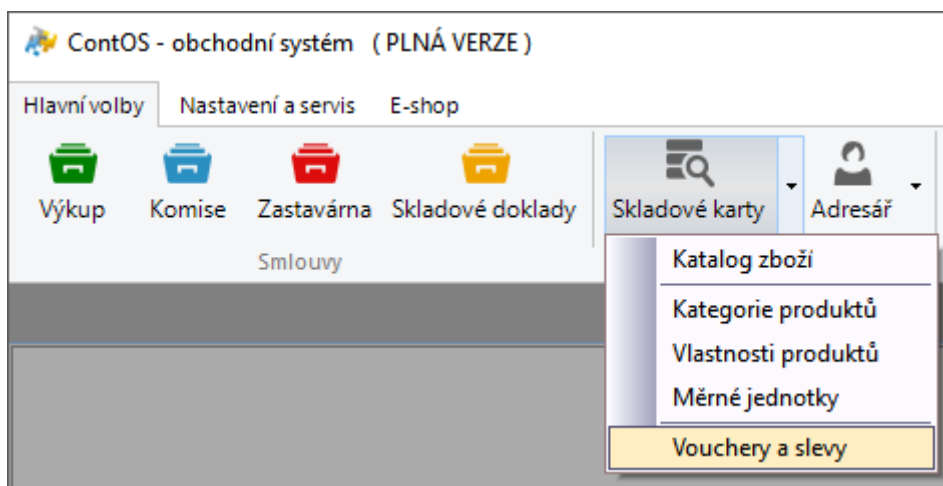 ContOS - obchodní systém ( PLNÁ VERZE )
Hlavní volby Nastavení a servis E-shop
Výkup Komise Zastavárna Skladové doklady Skladové karty Adresář
Smlouvy
Katalog zboží
Kategorie produktů
Vlastnosti produktů
Měrné jednotky
Vouchery a slevy